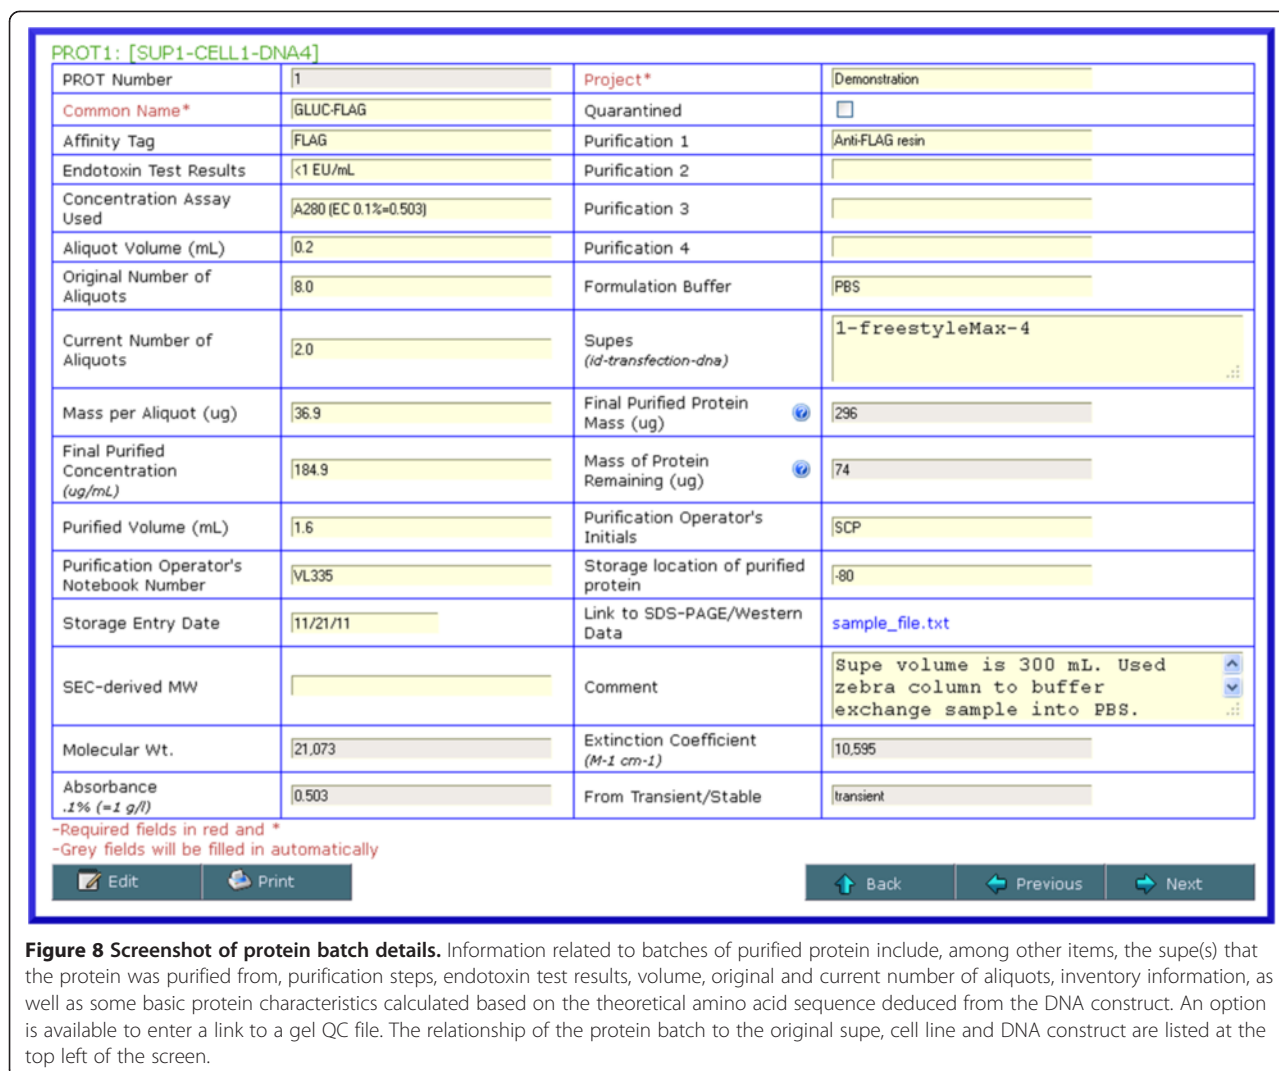 PROT1: [SUP1-CELL1-DNA4]
PROT Number 1 Project* Demonstration
Common Name* GLUC-FLAG Quarantined
Affinity Tag FLAG Purification 1 Anti-FLAG resin
Endotoxin Test Results <1 EU/mL Purification 2
Concentration Assay
Used A280 (EC 0.1%=0.503) Purification 3
Aliquot Volume (mL) 0.2 Purification 4
Original Number of
Aliquots 8.0 Formulation Buffer PBS
Current Number of
Aliquots 2.0 Supes
(id-transfection-dna) 1-freestyleMax-4
Mass per Aliquot (ug) 36.9 Final Purified Protein
Mass (ug) 296
Final Purified
Concentration
(ug/mL) 184.9 Mass of Protein
Remaining (ug) 74
Purified Volume (mL) 1.6 Purification Operator's
Initials SCP
Purification Operator's
Notebook Number VL335 Storage location of purified
protein -80
Storage Entry Date 11/21/11 Link to SDS-PAGE/Western
Data sample_file.txt
SEC-derived MW Comment Supe volume is 300 mL. Used
zebra column to buffer
exchange sample into PBS.
Molecular Wt. 21,073 Extinction Coefficient
(M-1 cm-1) 10,595
Absorbance
.1% (=1 g/l) 0.503 From Transient/Stable transient
-Required fields in red and *
-Grey fields will be filled in automatically
Edit Print Back Previous Next
Figure 8 Screenshot of protein batch details. Information related to batches of purified protein include, among other items, the supe(s) that
the protein was purified from, purification steps, endotoxin test results, volume, original and current number of aliquots, inventory information, as
well as some basic protein characteristics calculated based on the theoretical amino acid sequence deduced from the DNA construct. An option
is available to enter a link to a gel QC file. The relationship of the protein batch to the original supe, cell line and DNA construct are listed at the
top left of the screen.